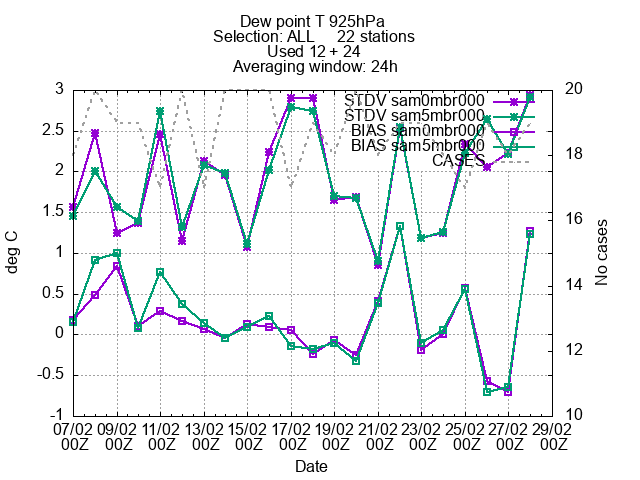 Dew point T 925hPa
Selection: ALL 22 stations
Used 12 + 24
Averaging window: 24h
STDV sam0mbr000
STDV sam5mbr000
BIAS sam0mbr000
BIAS sam5mbr000
CASES
3
2.5
2
1.5
1
0.5
0
-0.5
-1
deg C
20
18
16
14
12
10
No cases
07/02 09/02 11/02 13/02 15/02 17/02 19/02 21/02 23/02 25/02 27/02 29/02
00Z 00Z 00Z 00Z 00Z 00Z 00Z 00Z 00Z 00Z 00Z 00Z
Date